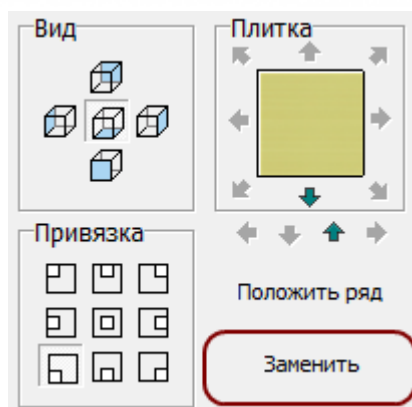 Вид
Плитка
Привязка
Положить ряд
Заменить